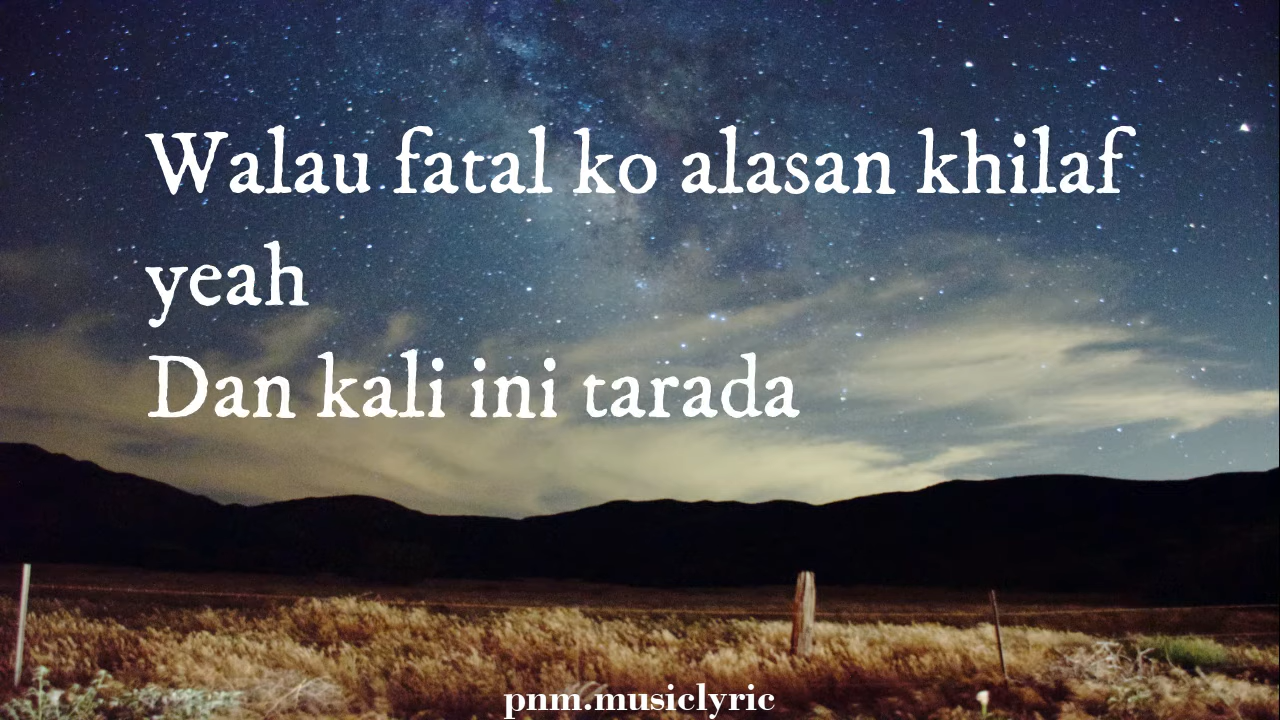 Walau fatal ko alasan khilaf
yeah
Dan kali ini tarada
pnm.musiclyric